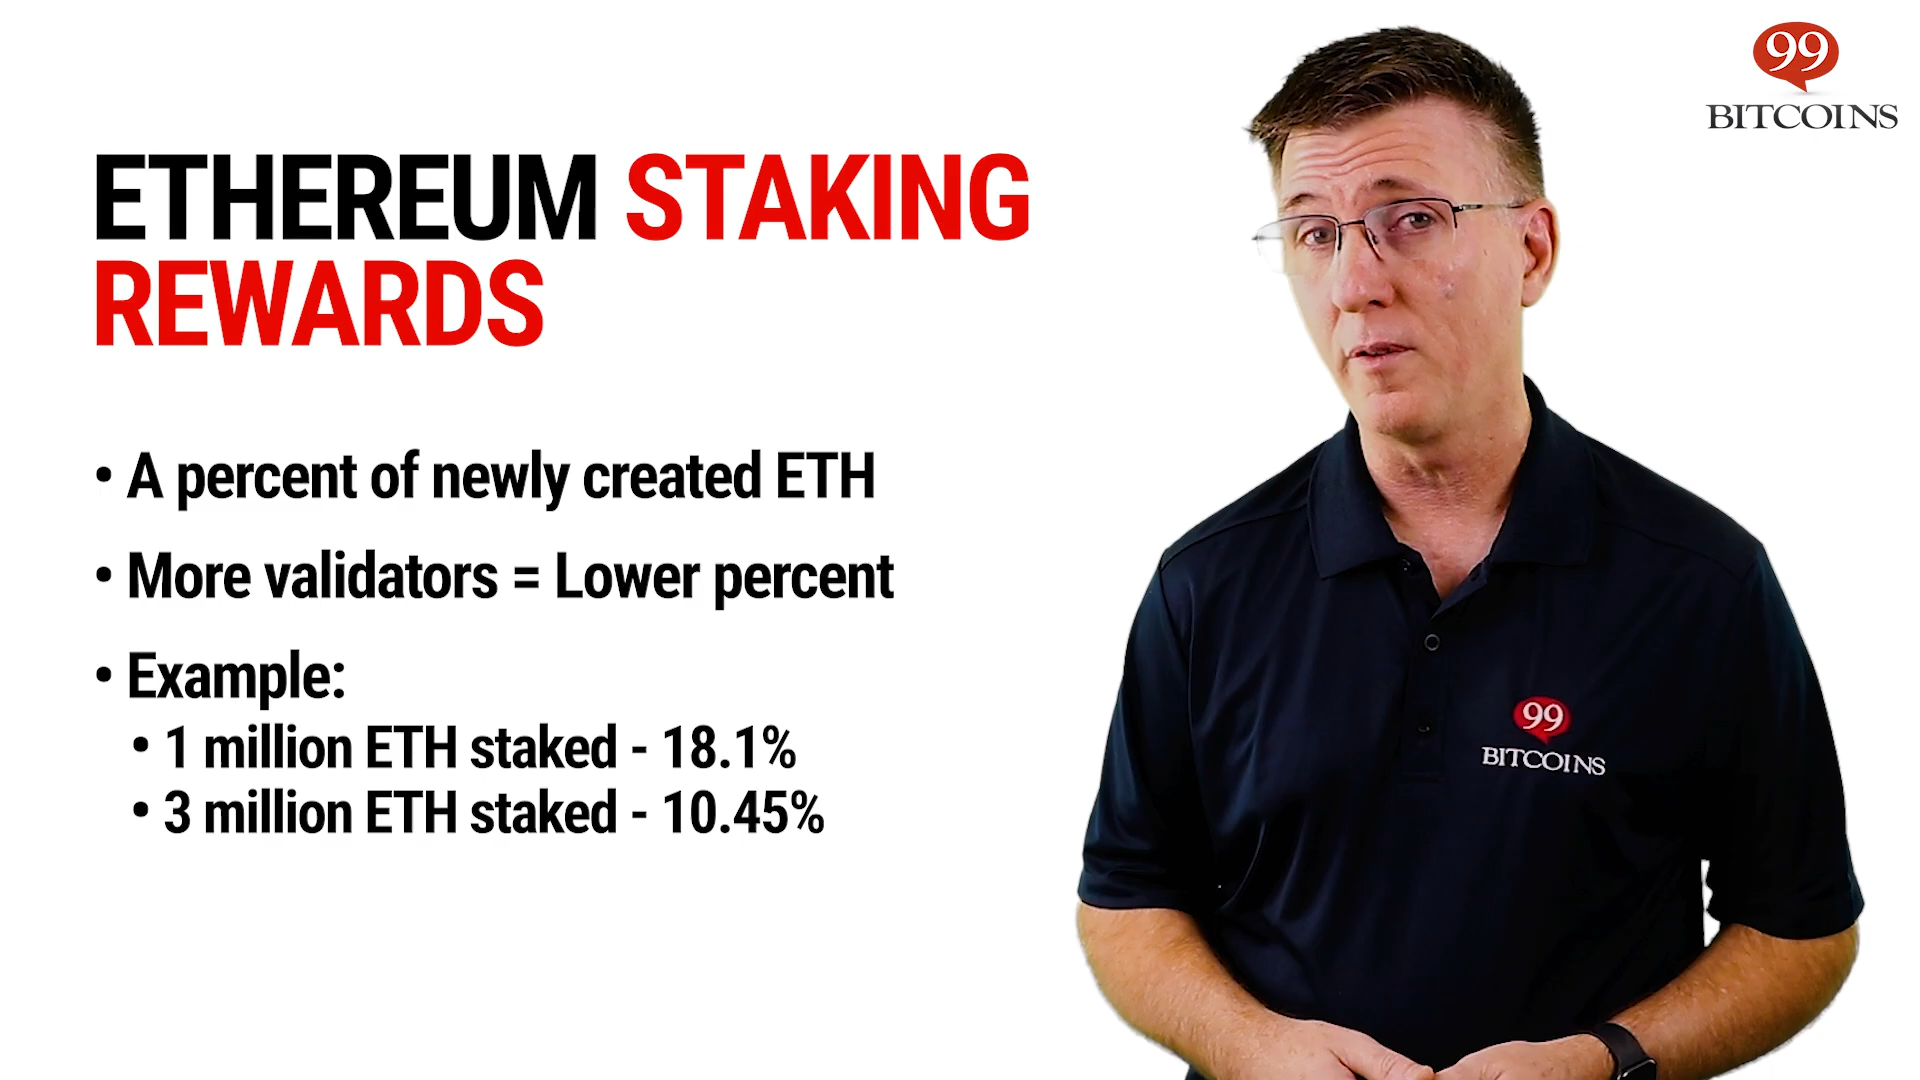 99
BITCOINS
ETHEREUM STAKING
REWARDS
• A percent of newly created ETH
• More validators = Lower percent
• Example:
• 1 million ETH staked - 18.1%
• 3 million ETH staked - 10.45%
99
BITCOINS